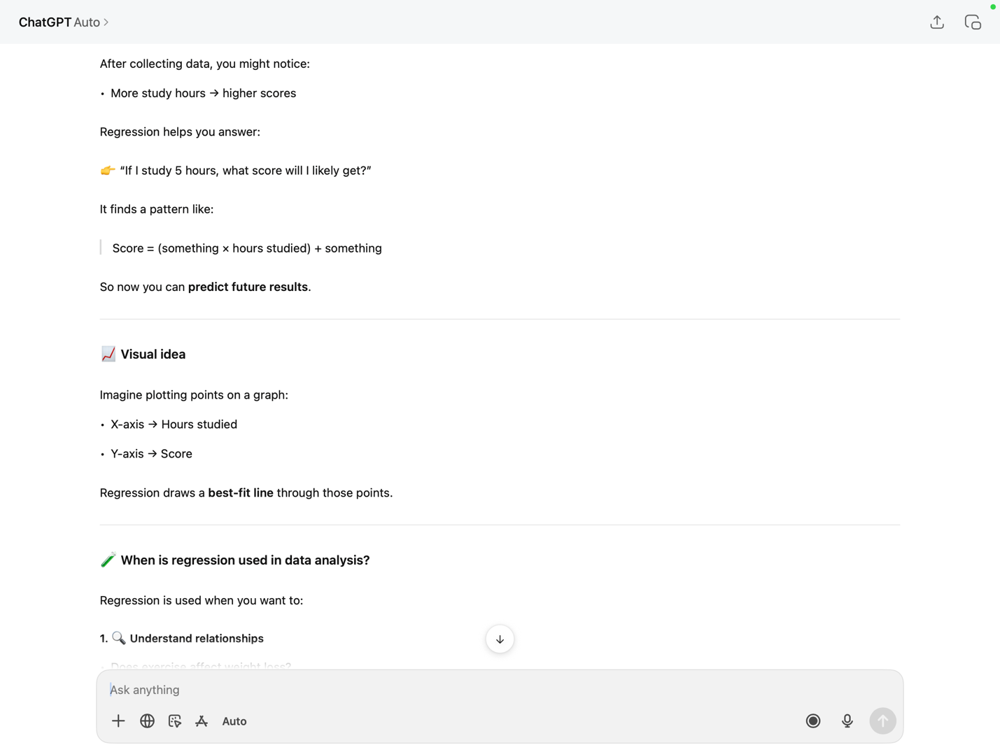 ChatGPT Auto >
After collecting data, you might notice:
• More study hours → higher scores
Regression helps you answer:
👉 “If I study 5 hours, what score will I likely get?”
It finds a pattern like:
Score = (something × hours studied) + something
So now you can predict future results.
📈 Visual idea
Imagine plotting points on a graph:
• X-axis → Hours studied
• Y-axis → Score
Regression draws a best-fit line through those points.
🧪 When is regression used in data analysis?
Regression is used when you want to:
1. 🔍 Understand relationships
• Does exercise affect weight loss?
Ask anything
Auto